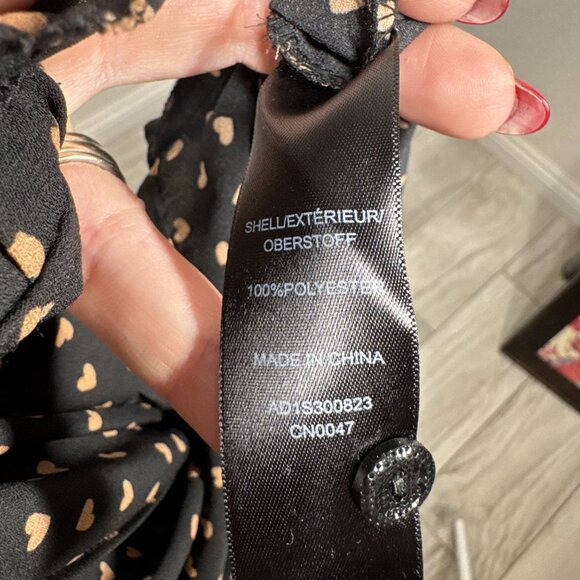 SHELL/EXTÉRIEUR/
OBERSTOFF
100%POLYESTER
MADE IN CHINA
AD1S300823
CN0047